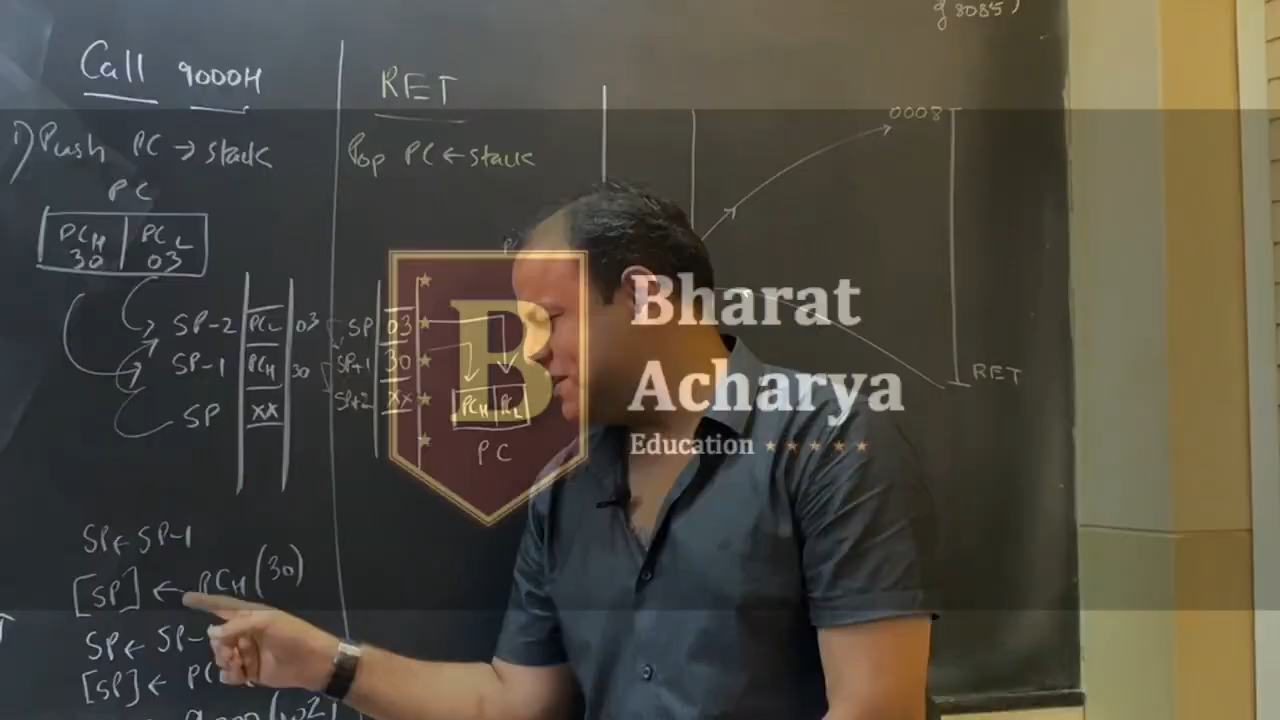 g 8085)
Call 9000H
1) Push PC → stack
PC
PCH PCL
30 03
SP-2 PCL 03
SP-1 PCH 30
SP XX
SP ← SP-1
[SP] ← PCH (30)
SP ← SP-
[SP] ←
RET
Pop PC ← stack
SP 03
SP+1 30
SP+2 XX
PCH PCL
PC
0008
RET
B
Bharat
Acharya
Education